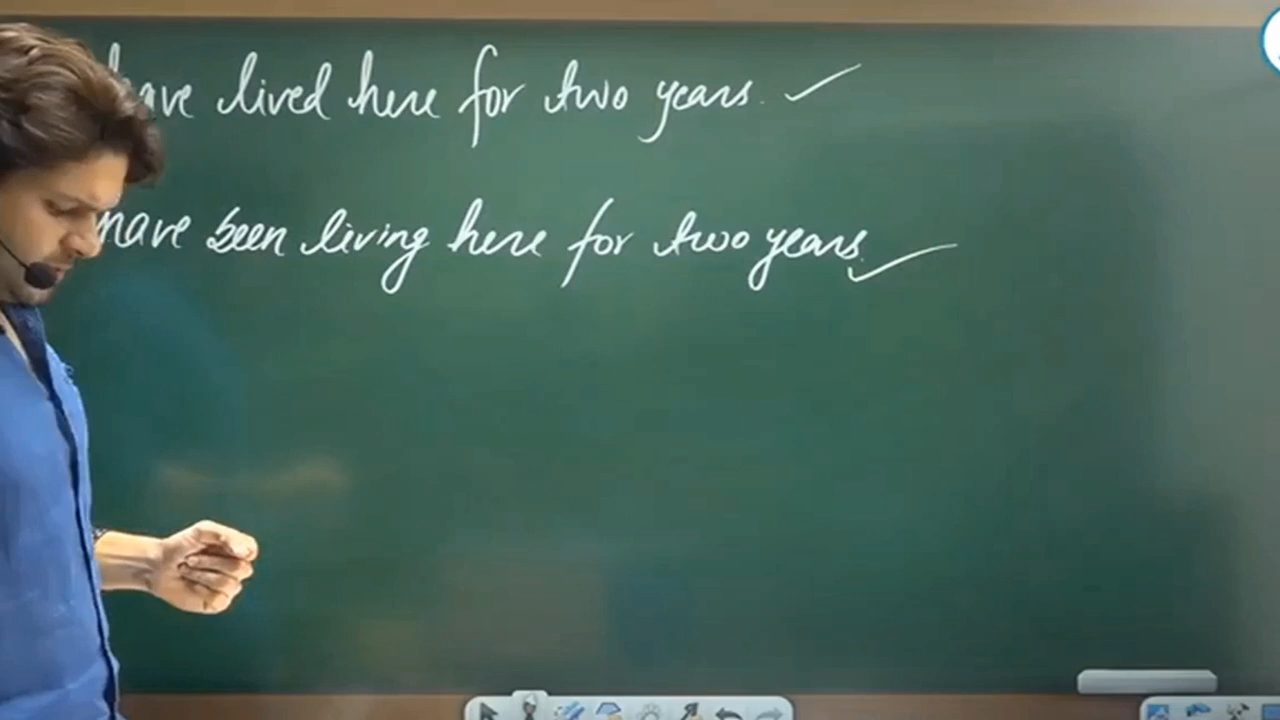 have lived here for two years.
have been living here for two years.